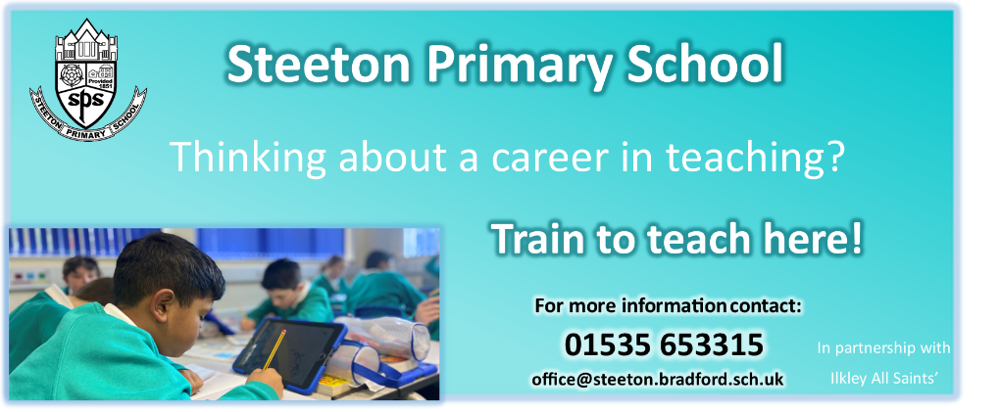 Steeton Primary School
Provided
1851
sps
STEETON PRIMARY SCHOOL
Thinking about a career in teaching?
Train to teach here!
For more information contact:
01535 653315
office@steeton.bradford.sch.uk
In partnership with
Ilkley All Saints’